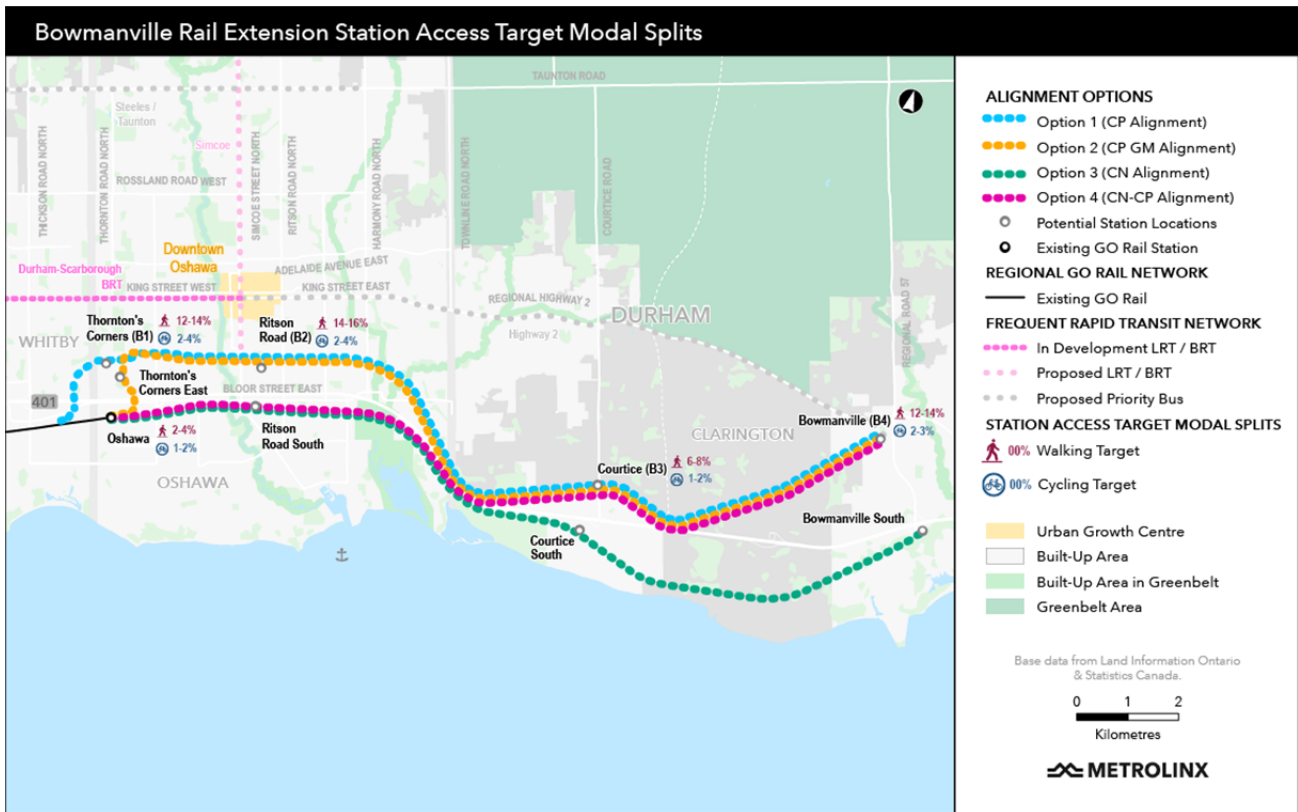 Bowmanville Rail Extension Station Access Target Modal Splits
TAUNTON ROAD
Steeles /
Taunton
Simcoe
THICKSON ROAD NORTH
THORNTON ROAD NORTH
ROSSLAND ROAD WEST
SIMCOE STREET NORTH
RITSON ROAD NORTH
HARMONY ROAD NORTH
TOWNLINE ROAD NORTH
COURTICE ROAD
Downtown
Oshawa
ADELAIDE AVENUE EAST
Durham-Scarborough
BRT
KING STREET WEST
KING STREET EAST
REGIONAL HIGHWAY 2
Highway 2
DURHAM
REGIONAL ROAD 57
WHITBY
Thornton's
Corners (B1)
12-14%
2-4%
Ritson
Road (B2)
14-16%
2-4%
Thornton's
Corners East
BLOOR STREET EAST
401
Oshawa
2-4%
1-2%
Ritson
Road South
OSHAWA
CLARINGTON
Bowmanville (B4)
12-14%
2-3%
Courtice (B3)
6-8%
1-2%
Courtice
South
Bowmanville South
ALIGNMENT OPTIONS
Option 1 (CP Alignment)
Option 2 (CP GM Alignment)
Option 3 (CN Alignment)
Option 4 (CN-CP Alignment)
Potential Station Locations
Existing GO Rail Station
REGIONAL GO RAIL NETWORK
Existing GO Rail
FREQUENT RAPID TRANSIT NETWORK
In Development LRT / BRT
Proposed LRT / BRT
Proposed Priority Bus
STATION ACCESS TARGET MODAL SPLITS
00% Walking Target
00% Cycling Target
Urban Growth Centre
Built-Up Area
Built-Up Area in Greenbelt
Greenbelt Area
Base data from Land Information Ontario
& Statistics Canada.
0 1 2
Kilometres
METROLINX